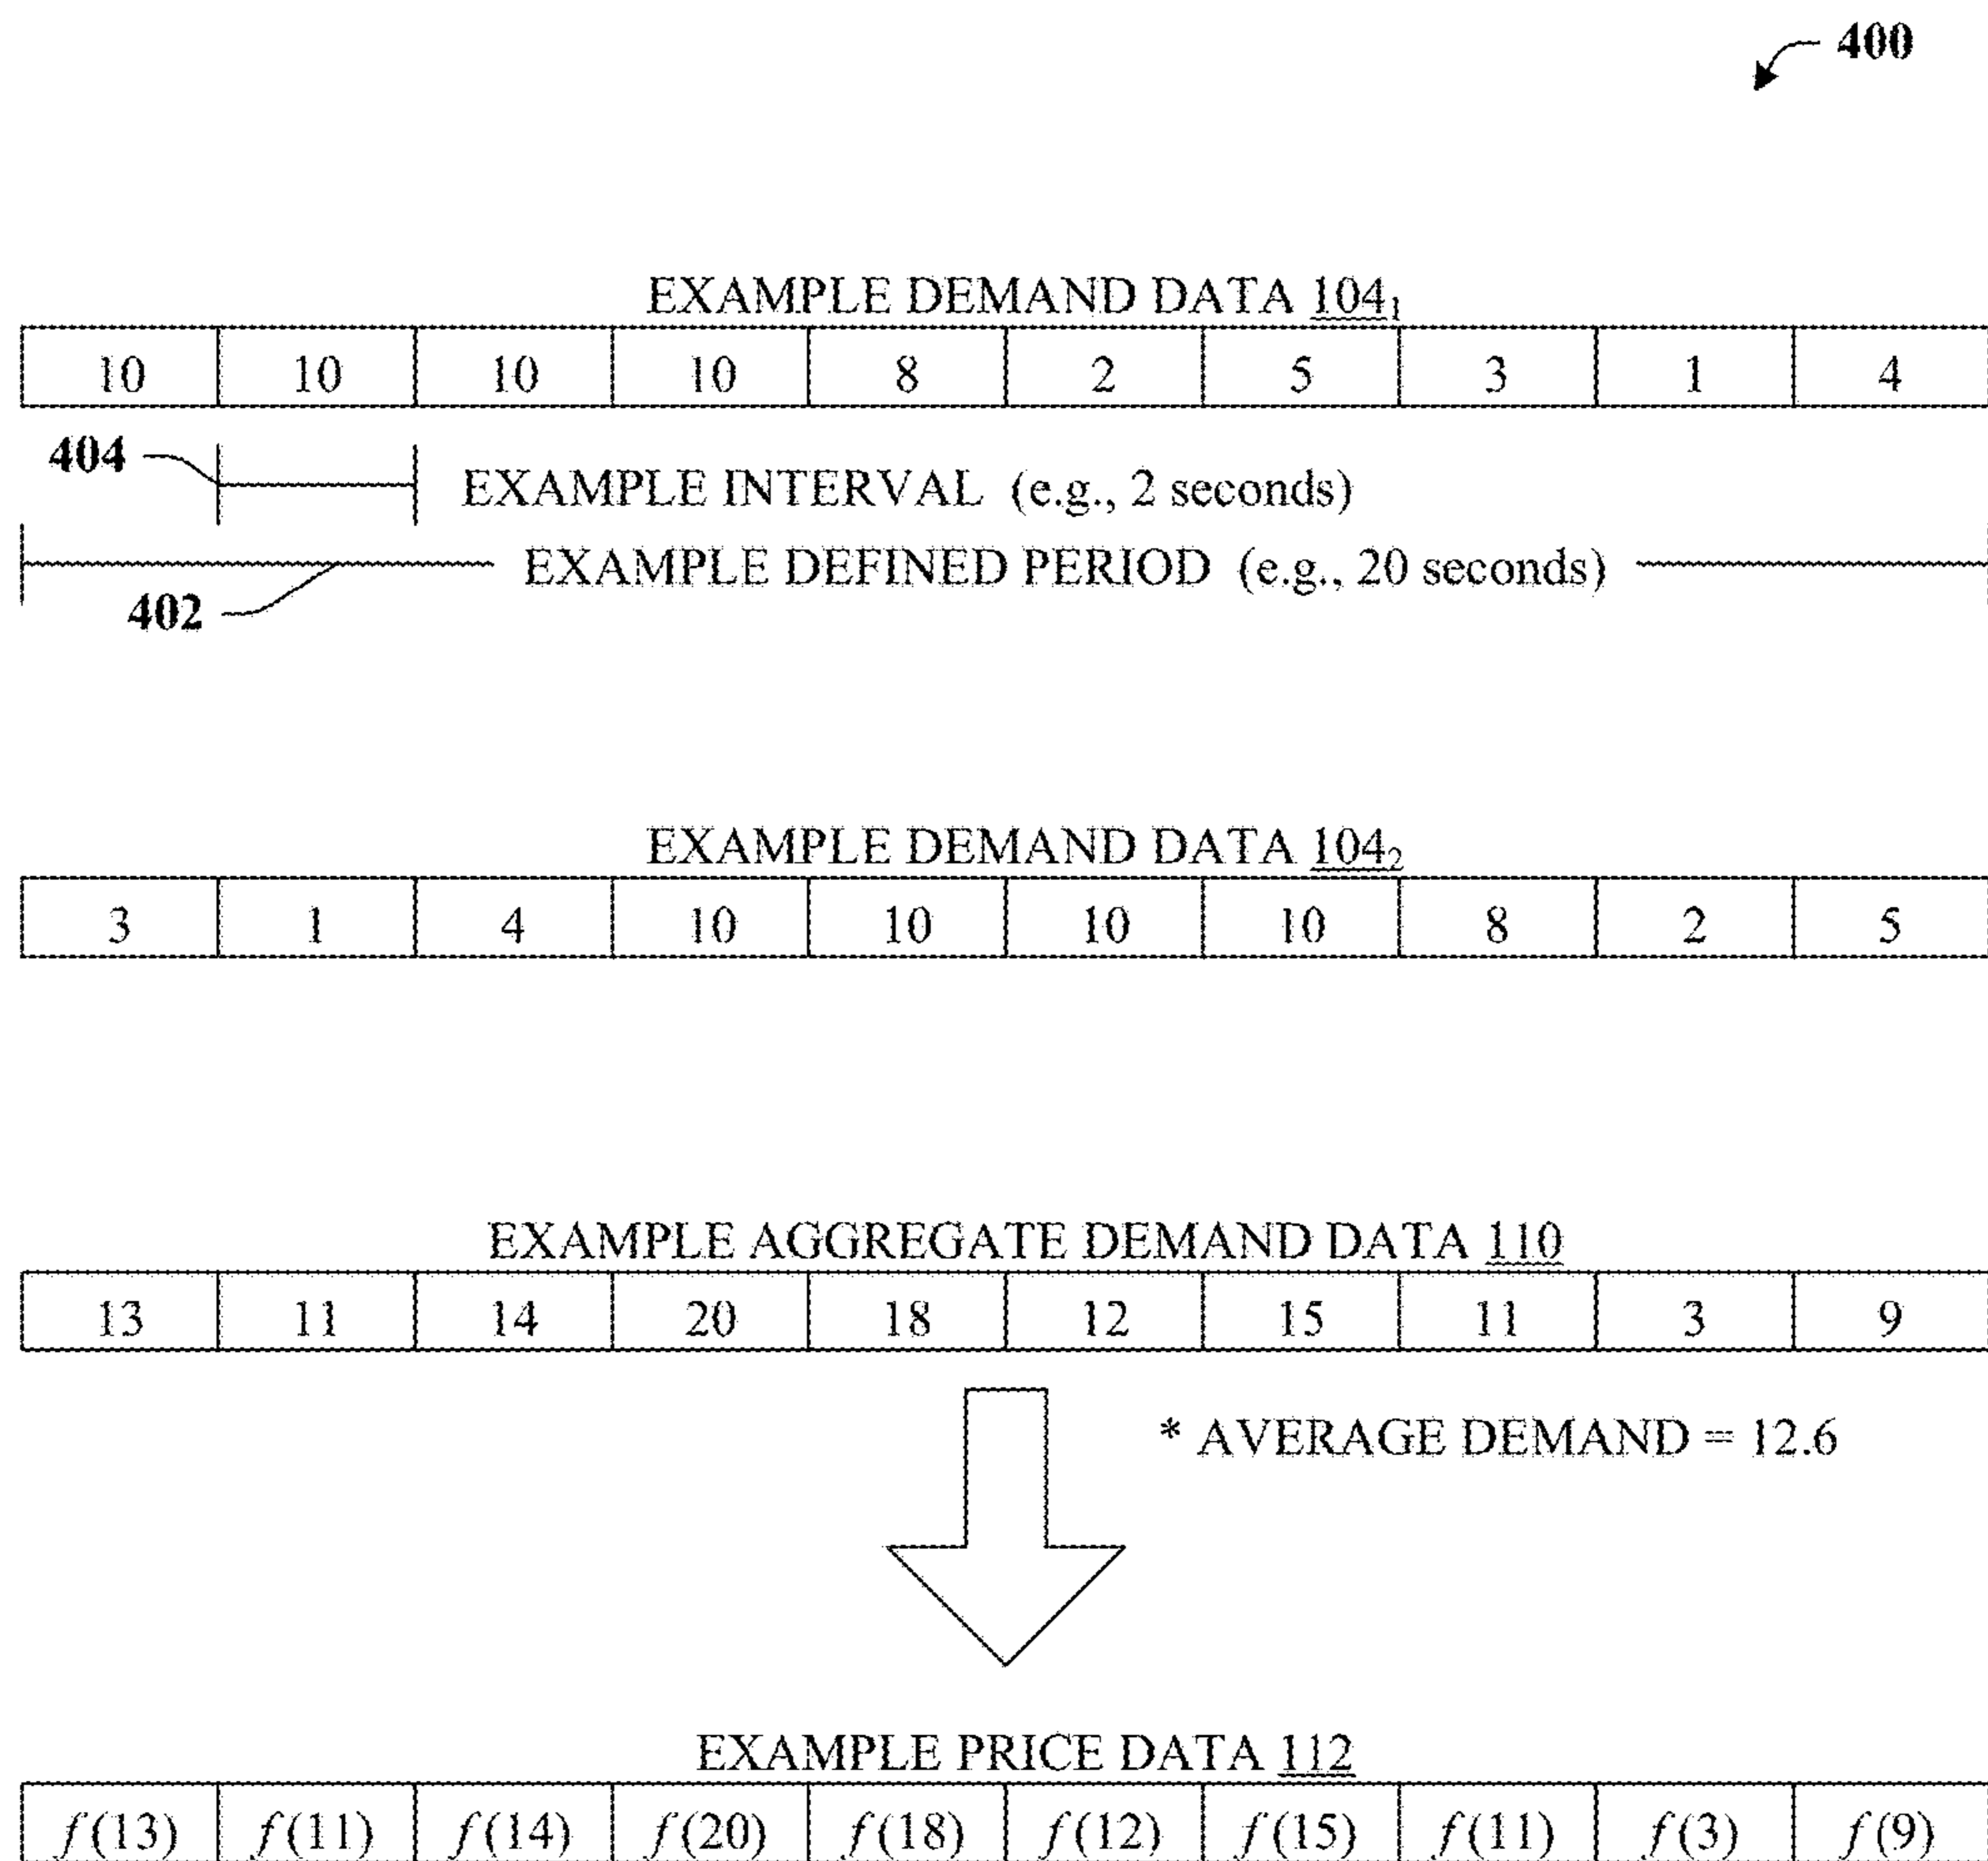 400
EXAMPLE DEMAND DATA 104₁
10 10 10 10 8 2 5 3 1 4
404
EXAMPLE INTERVAL (e.g., 2 seconds)
EXAMPLE DEFINED PERIOD (e.g., 20 seconds)
402
EXAMPLE DEMAND DATA 104₂
3 1 4 10 10 10 10 8 2 5
EXAMPLE AGGREGATE DEMAND DATA 110
13 11 14 20 18 12 15 11 3 9
* AVERAGE DEMAND = 12.6
EXAMPLE PRICE DATA 112
f(13) f(11) f(14) f(20) f(18) f(12) f(15) f(11) f(3) f(9)